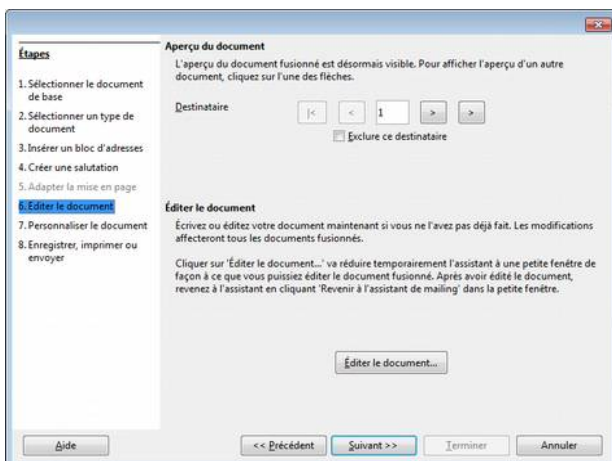 Étapes
1. Sélectionner le document
de base
2. Sélectionner un type de
document
3. Insérer un bloc d'adresses
4. Créer une salutation
5. Adapter la mise en page
6. Éditer le document
7. Personnaliser le document
8. Enregistrer, imprimer ou
envoyer
Aperçu du document
L'aperçu du document fusionné est désormais visible. Pour afficher l'aperçu d'un autre
document, cliquez sur l'une des flèches.
Destinataire |< < 1 > >
Exclure ce destinataire
Éditer le document
Écrivez ou éditez votre document maintenant si vous ne l'avez pas déjà fait. Les modifications
affecteront tous les documents fusionnés.
Cliquer sur 'Éditer le document...' va réduire temporairement l'assistant à une petite fenêtre de
façon à ce que vous puissiez éditer le document fusionné. Après avoir édité le document,
revenez à l'assistant en cliquant 'Revenir à l'assistant de mailing' dans la petite fenêtre.
Éditer le document...
Aide << Précédent Suivant >> Terminer Annuler